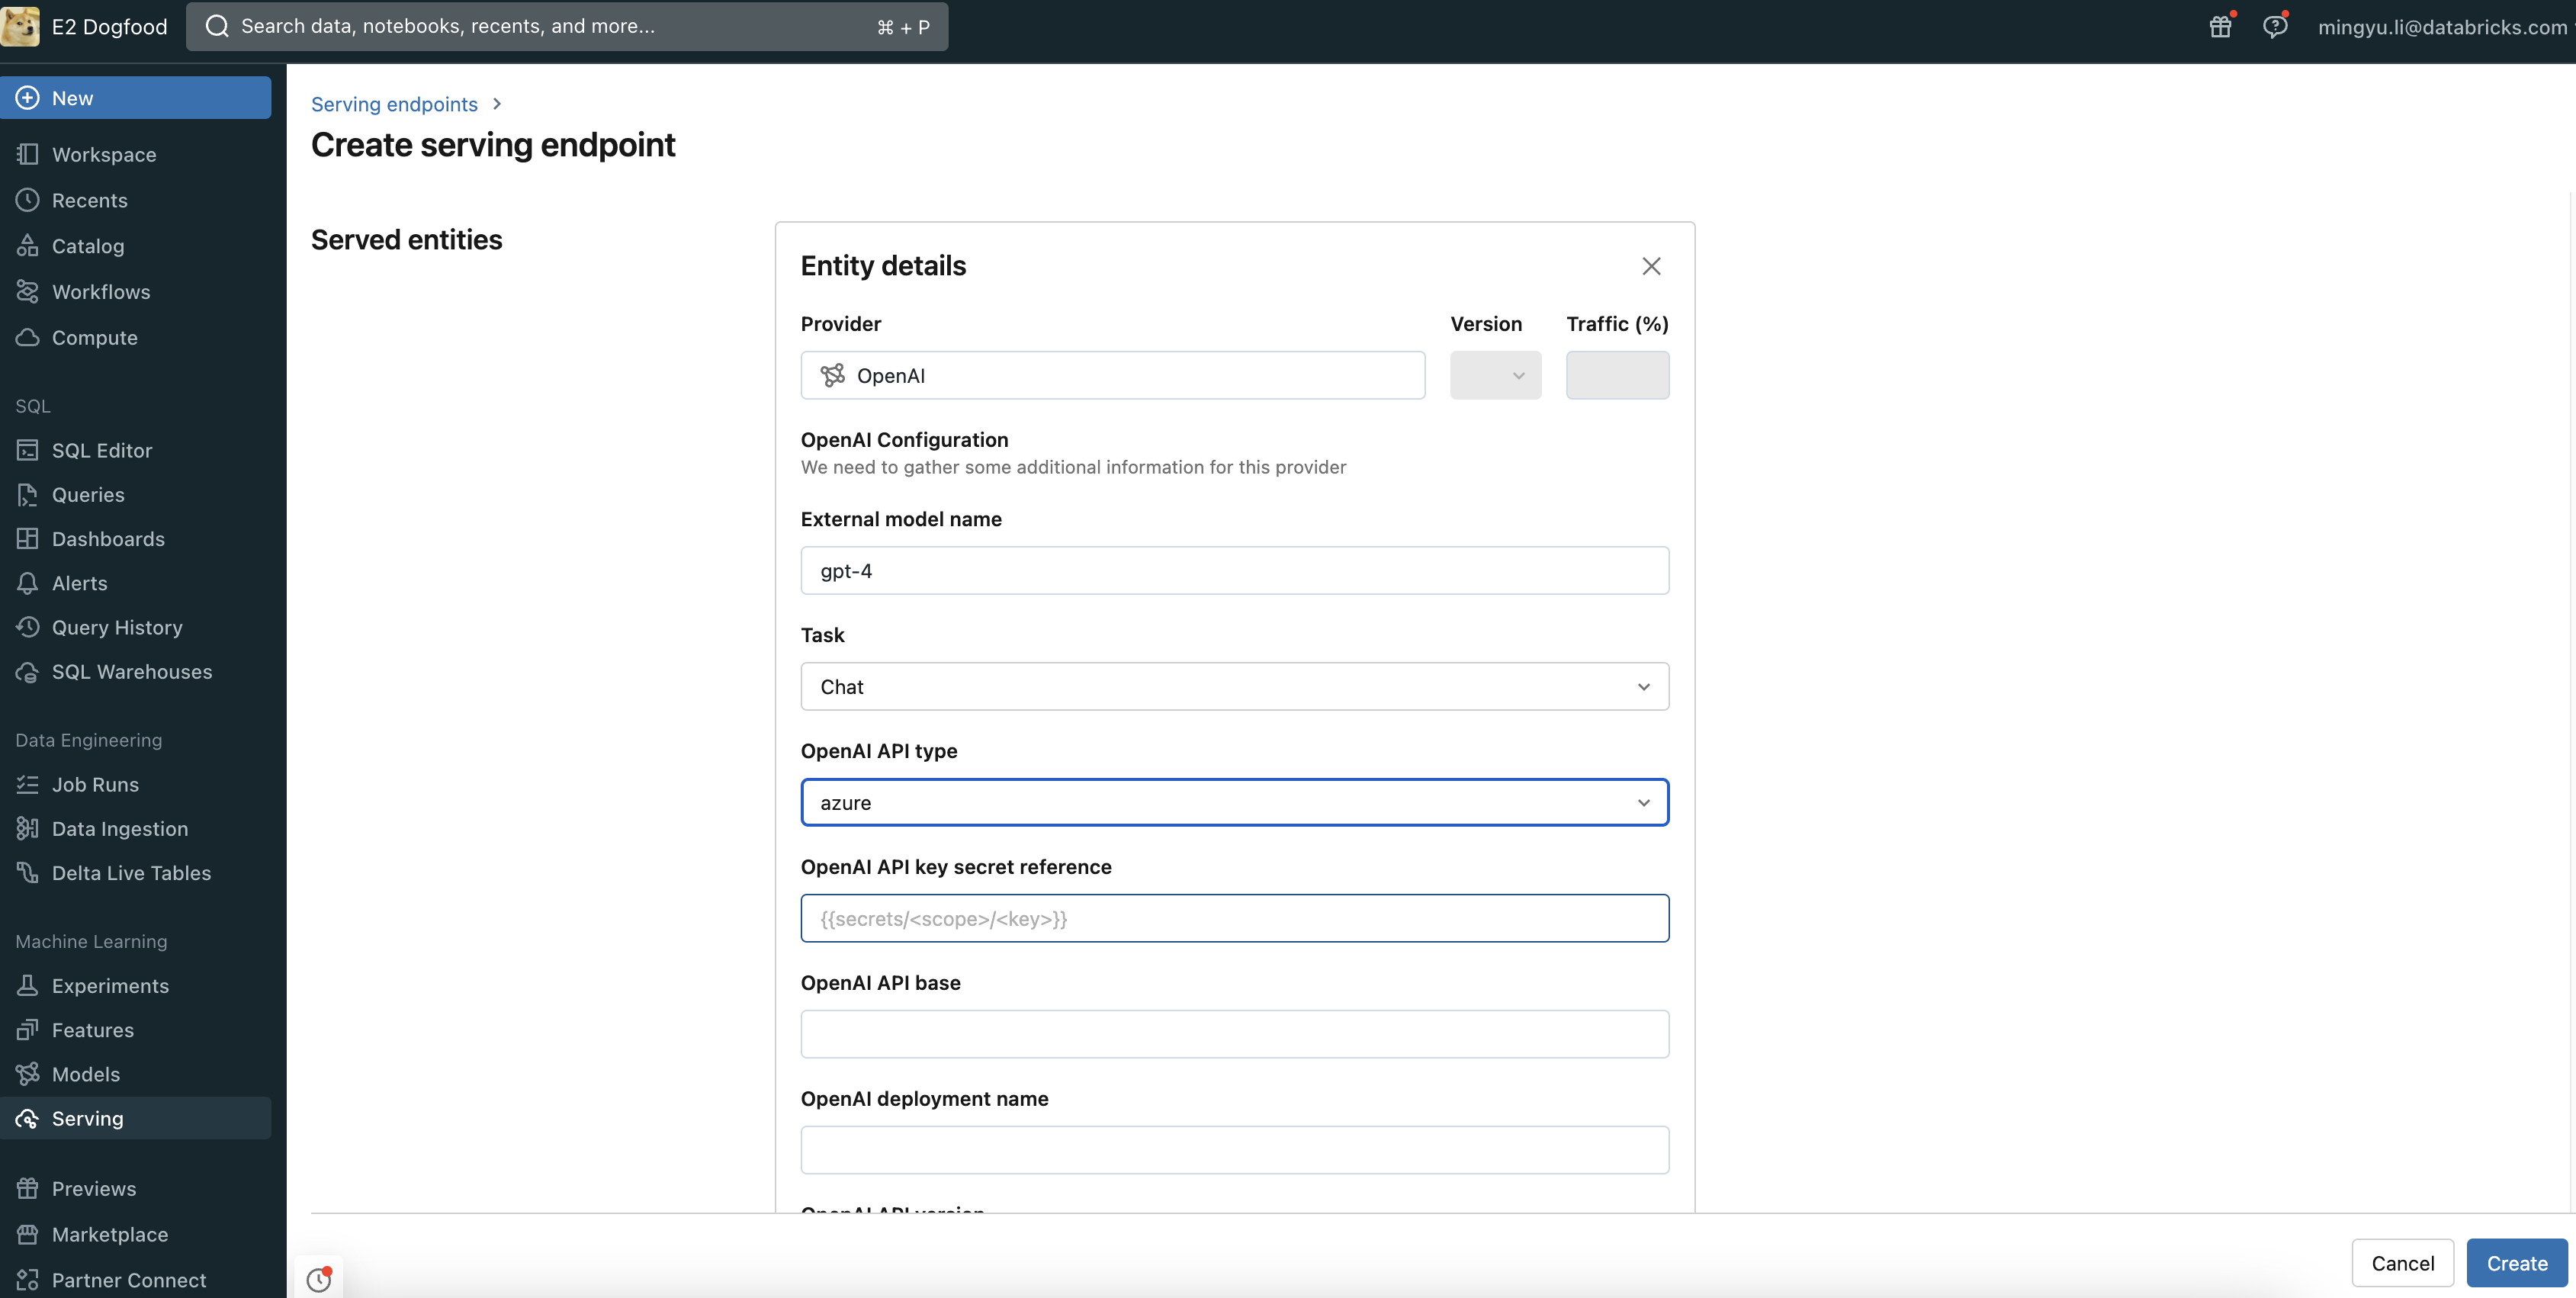 E2 Dogfood
Search data, notebooks, recents, and more...
⌘ + P
mingyu.li@databricks.com
New
Workspace
Recents
Catalog
Workflows
Compute
SQL
SQL Editor
Queries
Dashboards
Alerts
Query History
SQL Warehouses
Data Engineering
Job Runs
Data Ingestion
Delta Live Tables
Machine Learning
Experiments
Features
Models
Serving
Previews
Marketplace
Partner Connect
Serving endpoints >
Create serving endpoint
Served entities
Entity details
Provider
Version
Traffic (%)
OpenAI
OpenAI Configuration
We need to gather some additional information for this provider
External model name
gpt-4
Task
Chat
OpenAI API type
azure
OpenAI API key secret reference
{{secrets/<scope>/<key>}}
OpenAI API base
OpenAI deployment name
OpenAI API version
Cancel
Create